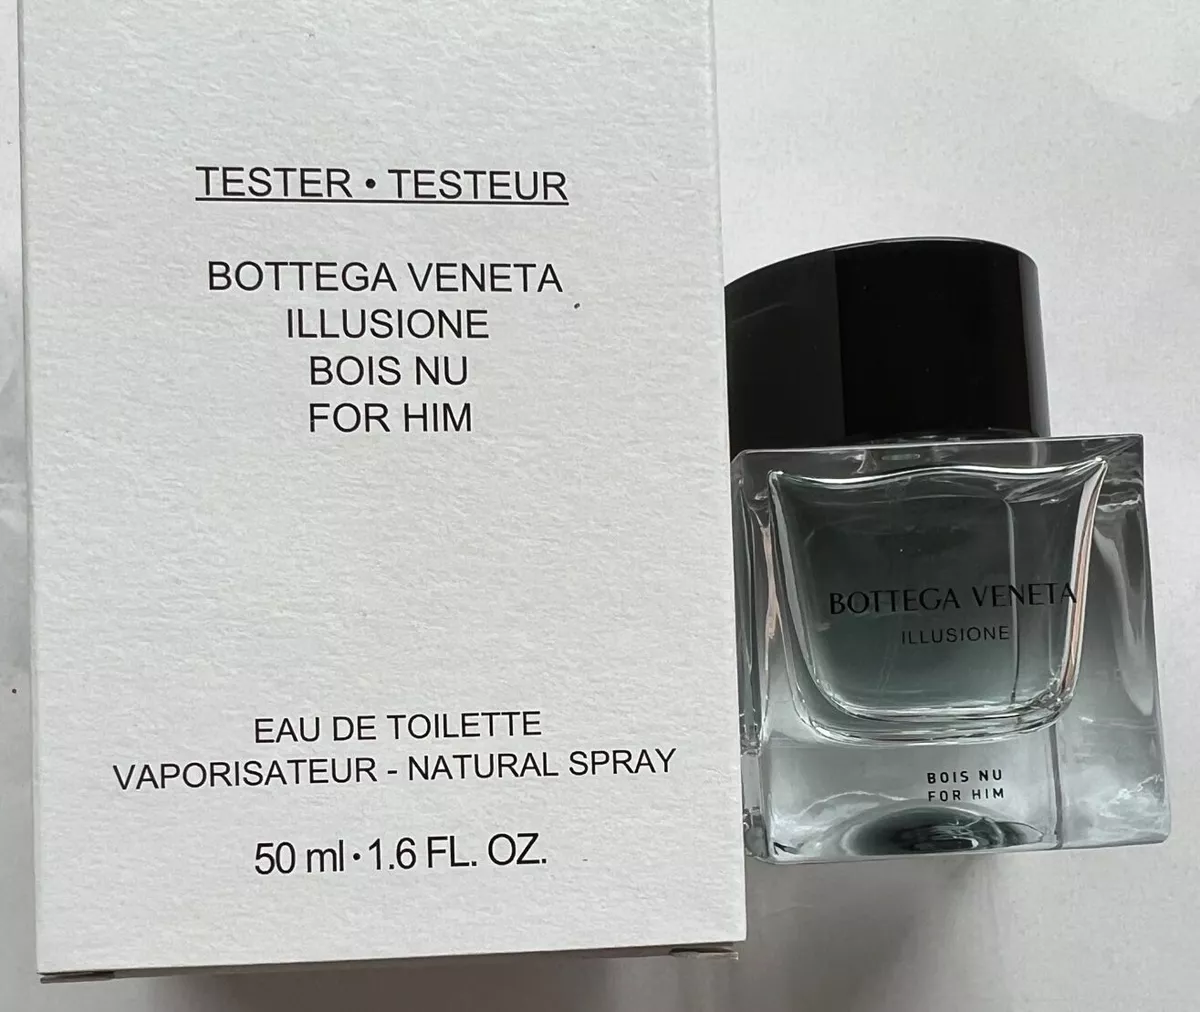 TESTER • TESTEUR
BOTTEGA VENETA
ILLUSIONE
BOIS NU
FOR HIM
EAU DE TOILETTE
VAPORISATEUR - NATURAL SPRAY
50 ml • 1.6 FL. OZ.
BOTTEGA VENETA
ILLUSIONE
BOIS NU
FOR HIM